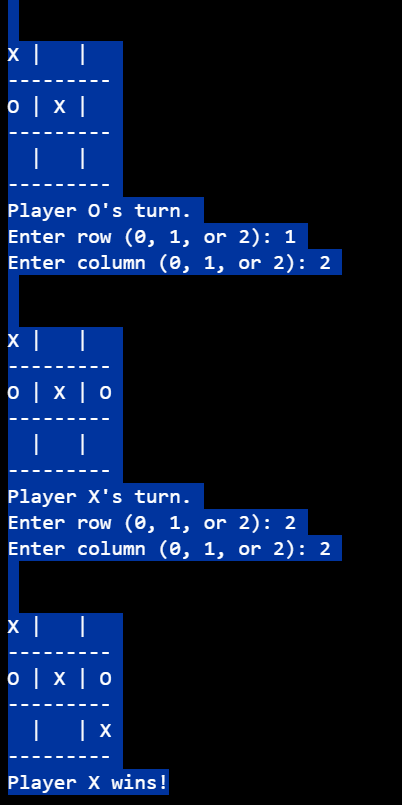 X |   |
---------
O | X |
---------
  |   |
---------
Player O's turn.
Enter row (0, 1, or 2): 1
Enter column (0, 1, or 2): 2
X |   |
---------
O | X | O
---------
  |   |
---------
Player X's turn.
Enter row (0, 1, or 2): 2
Enter column (0, 1, or 2): 2
X |   |
---------
O | X | O
---------
  |   | X
---------
Player X wins!